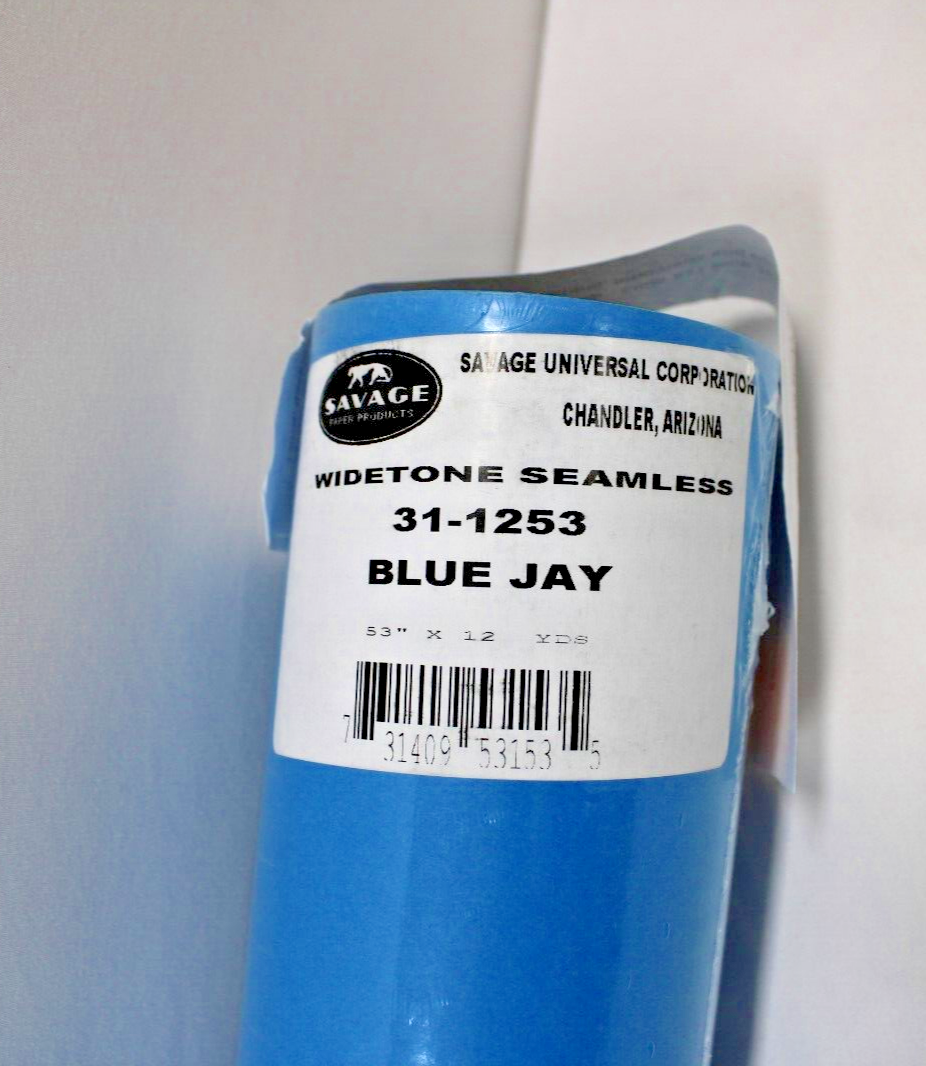 SAVAGE
PAPER PRODUCTS
SAVAGE UNIVERSAL CORPORATION
CHANDLER, ARIZONA
WIDETONE SEAMLESS
31-1253
BLUE JAY
53" X 12 YDS
7 31409 53153 5